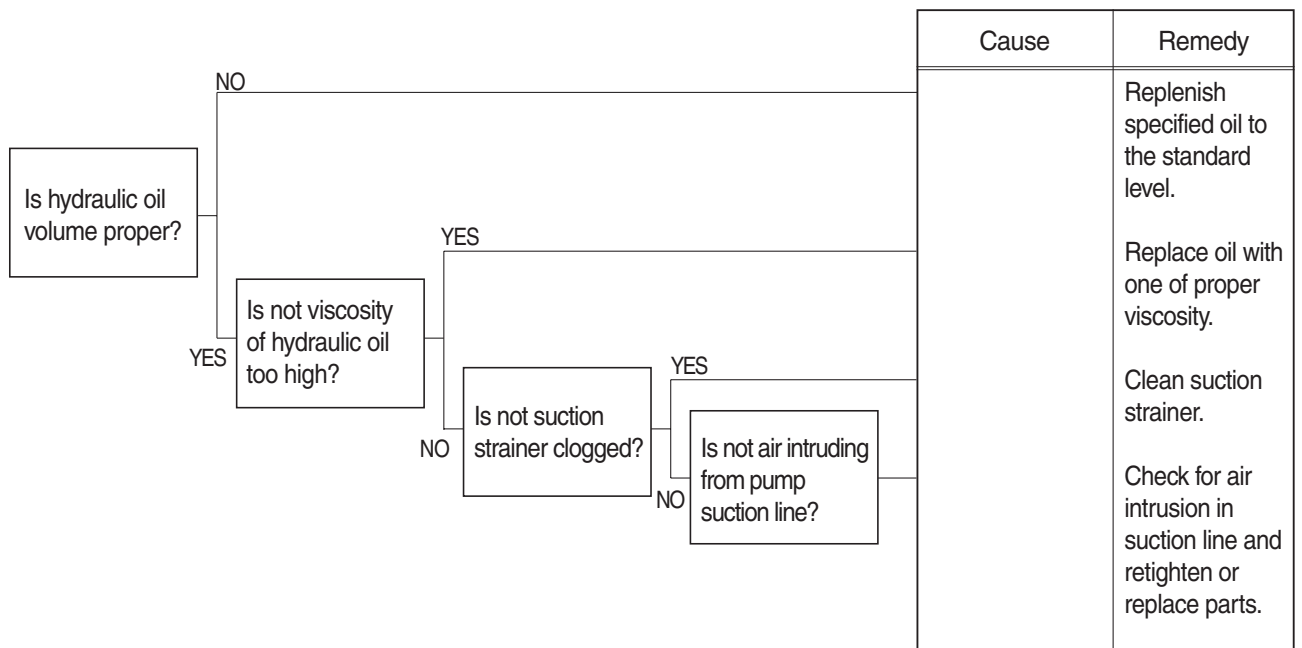 Cause
Remedy
NO
Replenish
specified oil to
the standard
level.
Is hydraulic oil
volume proper?
YES
Replace oil with
one of proper
viscosity.
YES
Is not viscosity
of hydraulic oil
too high?
YES
Clean suction
strainer.
NO
Is not suction
strainer clogged?
NO
Is not air intruding
from pump
suction line?
Check for air
intrusion in
suction line and
retighten or
replace parts.